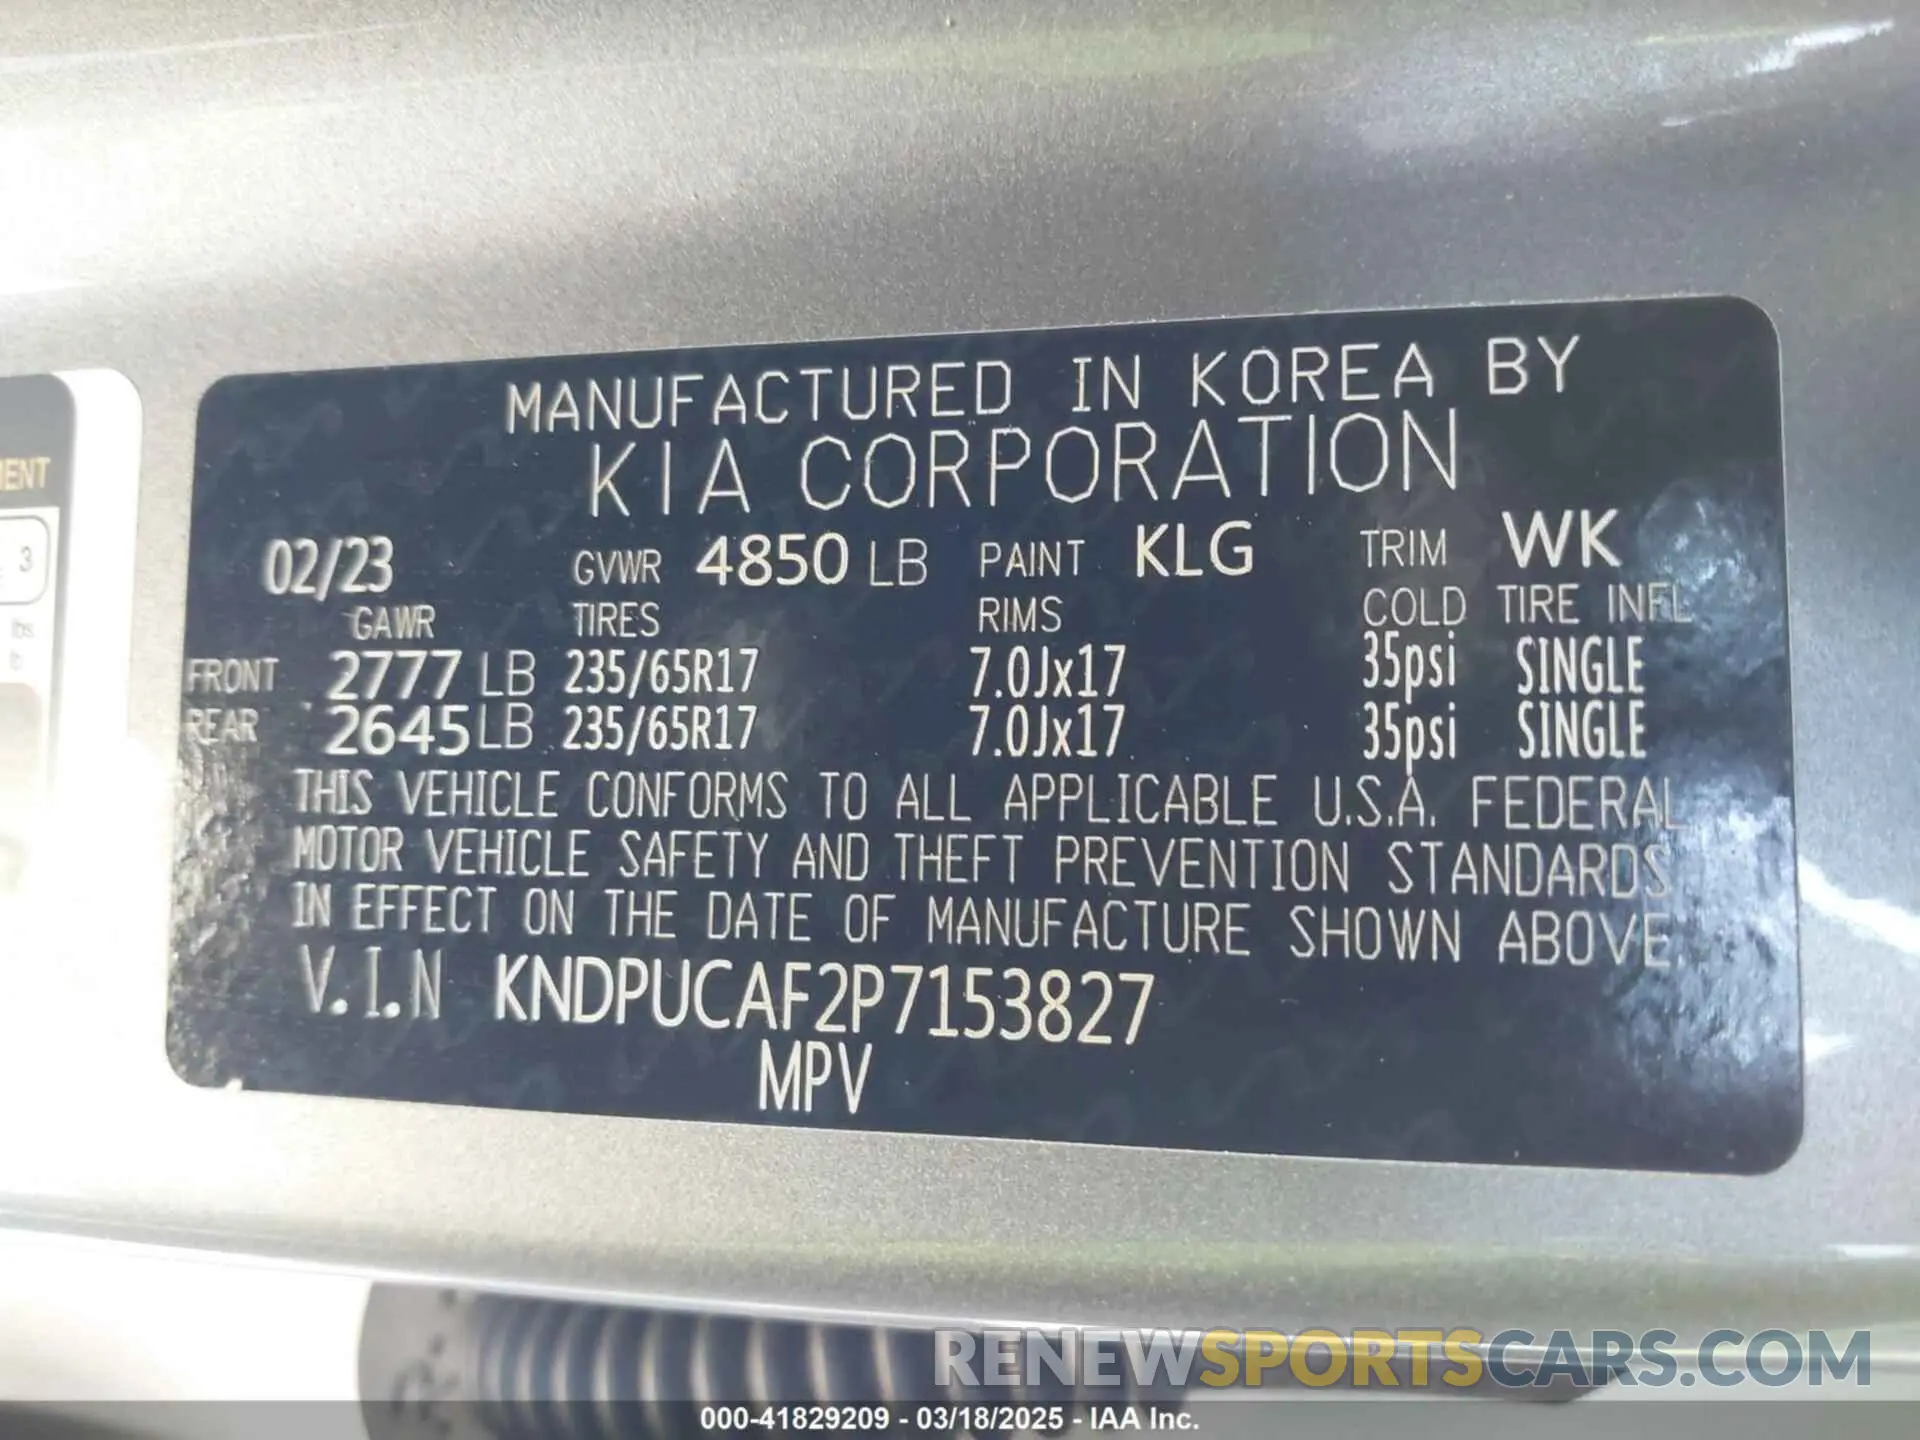 MANUFACTURED IN KOREA BY
KIA CORPORATION
02/23 GVWR 4850 LB PAINT KLG TRIM WK
GAWR TIRES RIMS COLD TIRE INFL
FRONT 2777 LB 235/65R17 7.0Jx17 35psi SINGLE
REAR 2645 LB 235/65R17 7.0Jx17 35psi SINGLE
THIS VEHICLE CONFORMS TO ALL APPLICABLE U.S.A. FEDERAL
MOTOR VEHICLE SAFETY AND THEFT PREVENTION STANDARDS
IN EFFECT ON THE DATE OF MANUFACTURE SHOWN ABOVE.
V.I.N KNDPUCAF2P7153827
MPV
3
lbs
RENEWSPORTSCARS.COM
000-41829209 - 03/18/2025 - IAA Inc.